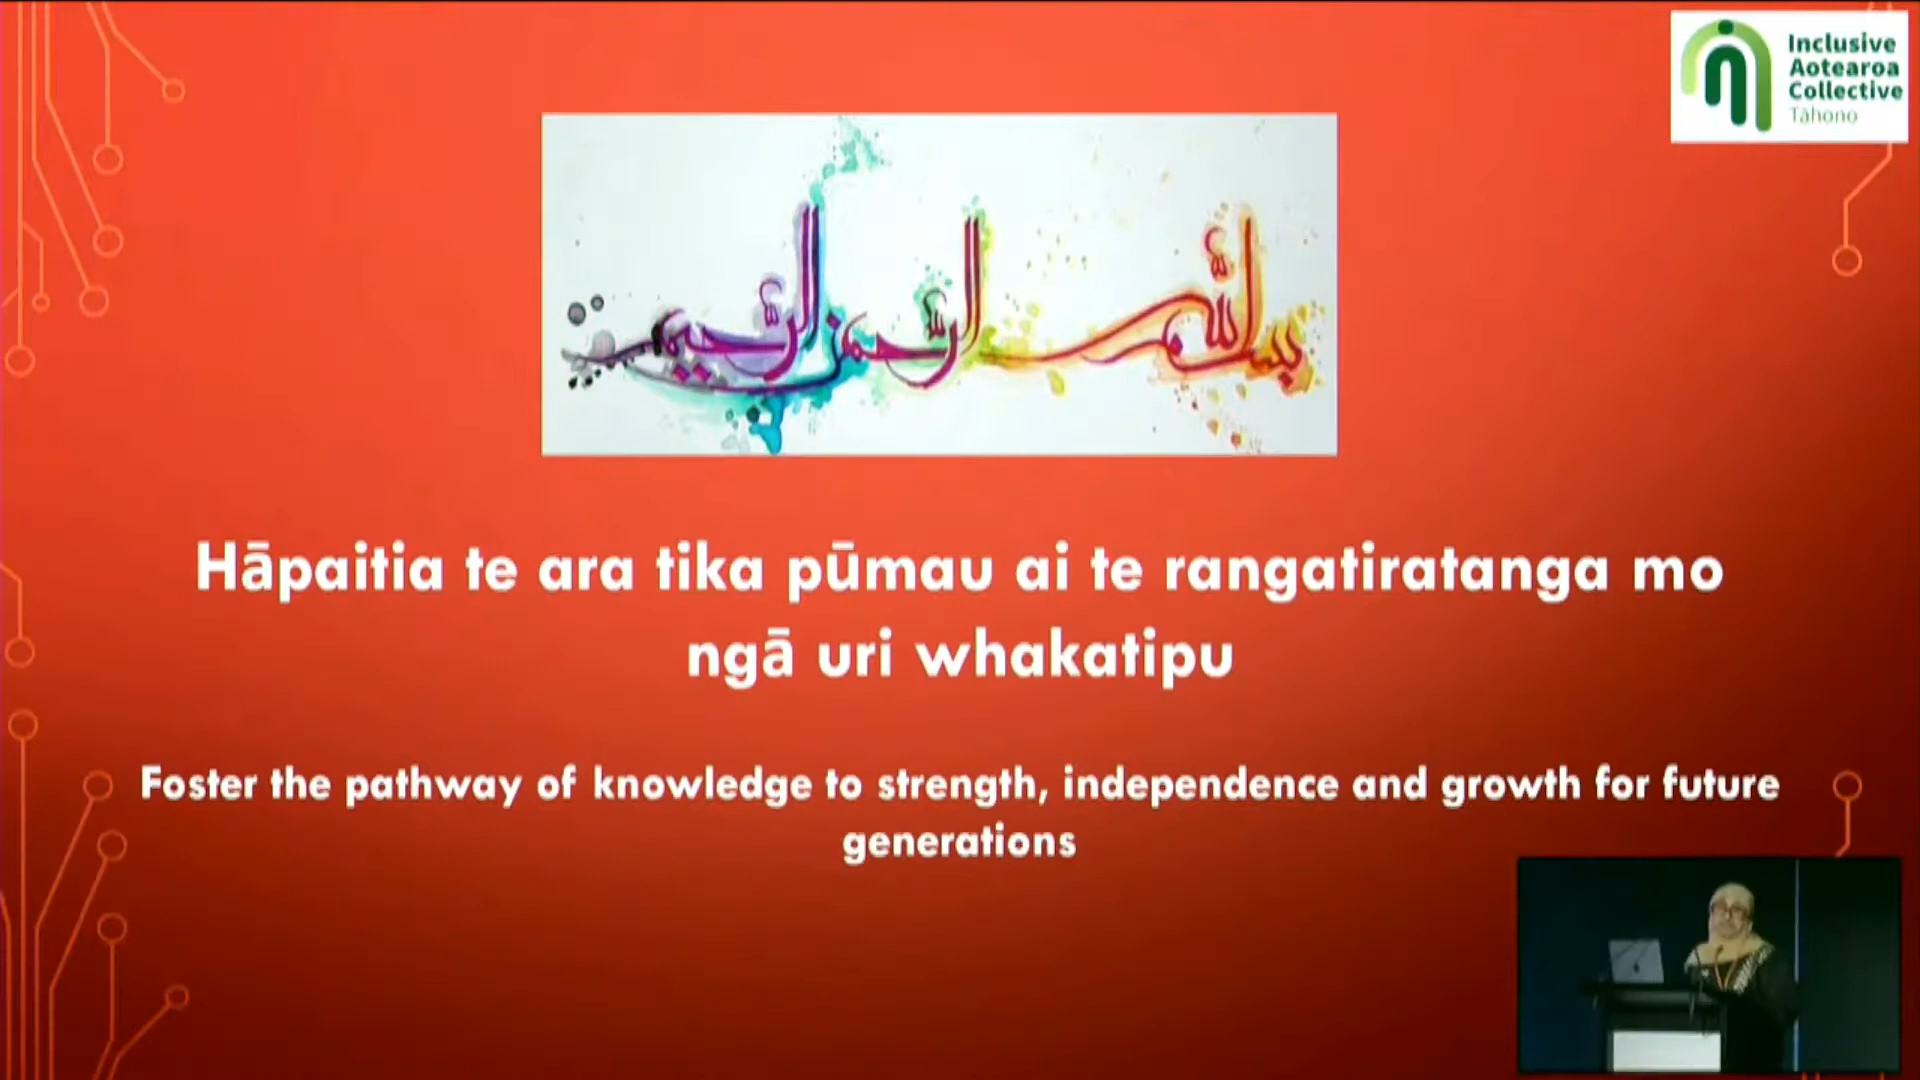 Inclusive
Aotearoa
Collective
Tāhono
بسم الله الرحمن الرحيم
Hāpaitia te ara tika pūmau ai te rangatiratanga mo
ngā uri whakatipu
Foster the pathway of knowledge to strength, independence and growth for future
generations